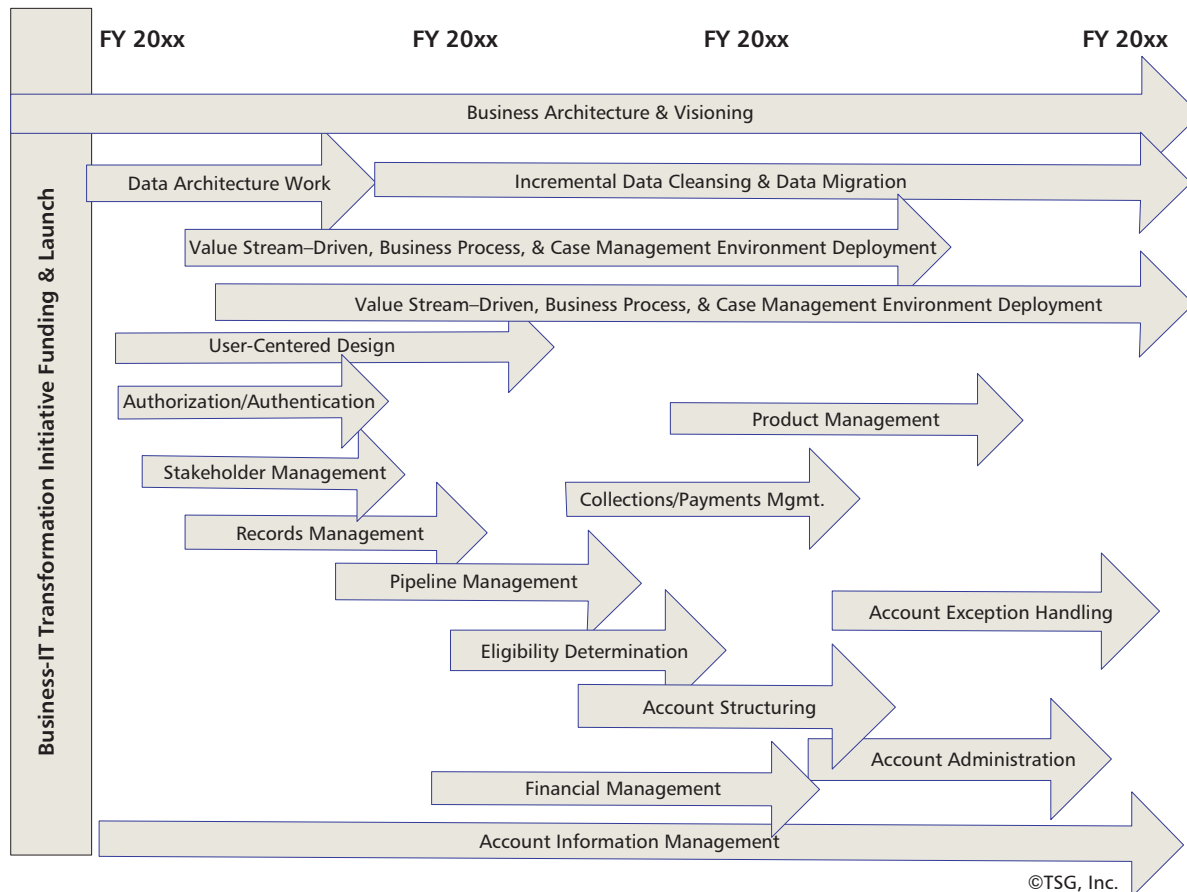 FY 20xx FY 20xx FY 20xx FY 20xx
Business-IT Transformation Initiative Funding & Launch
Business Architecture & Visioning
Data Architecture Work
Incremental Data Cleansing & Data Migration
Value Stream–Driven, Business Process, & Case Management Environment Deployment
Value Stream–Driven, Business Process, & Case Management Environment Deployment
User-Centered Design
Authorization/Authentication
Product Management
Stakeholder Management
Collections/Payments Mgmt.
Records Management
Pipeline Management
Account Exception Handling
Eligibility Determination
Account Structuring
Account Administration
Financial Management
Account Information Management
©TSG, Inc.